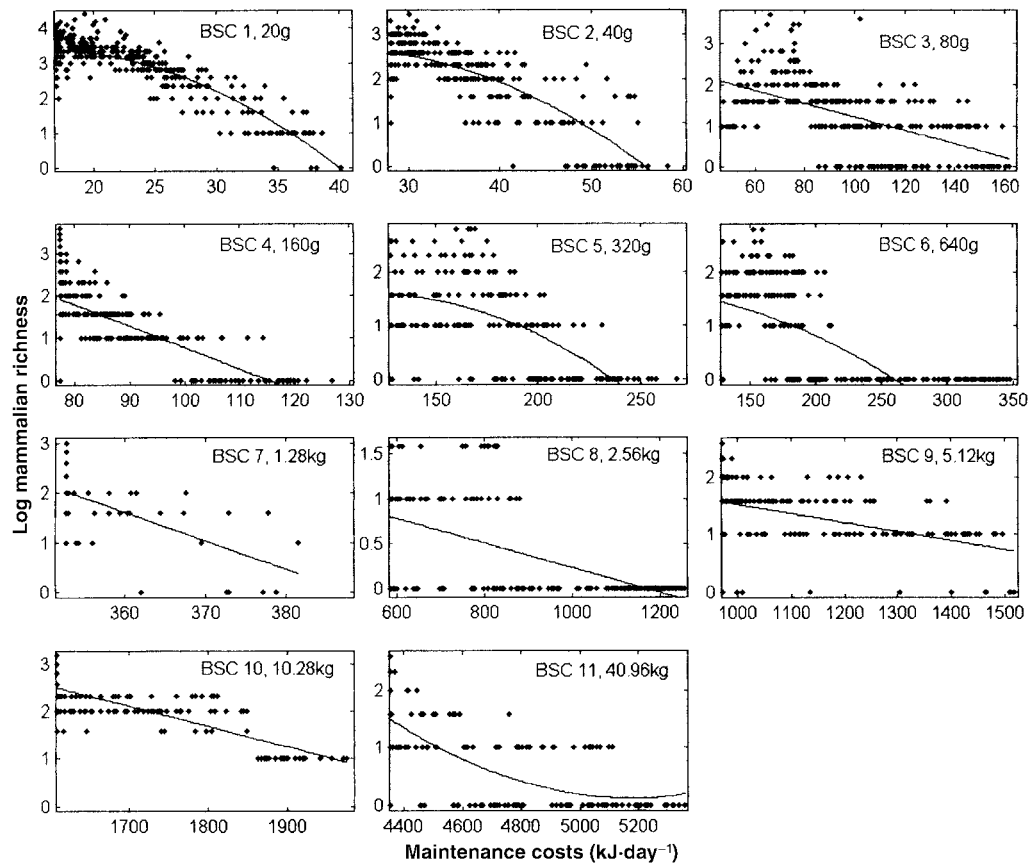 Log mammalian richness
BSC 1, 20g
4
3
2
1
0
20 25 30 35 40
BSC 2, 40g
3
2
1
0
30 40 50 60
BSC 3, 80g
3
2
1
0
60 80 100 120 140 160
BSC 4, 160g
3
2
1
0
80 90 100 110 120 130
BSC 5, 320g
2
1
0
150 200 250
BSC 6, 640g
3
2
1
0
150 200 250 300 350
BSC 7, 1.28kg
3
2
1
0
360 370 380
BSC 8, 2.56kg
1.5
1
0.5
0
600 800 1000 1200
BSC 9, 5.12kg
2
1
0
1000 1100 1200 1300 1400 1500
BSC 10, 10.28kg
3
2
1
0
1700 1800 1900
BSC 11, 40.96kg
3
2
1
0
4400 4600 4800 5000 5200
Maintenance costs (kJ·day⁻¹)